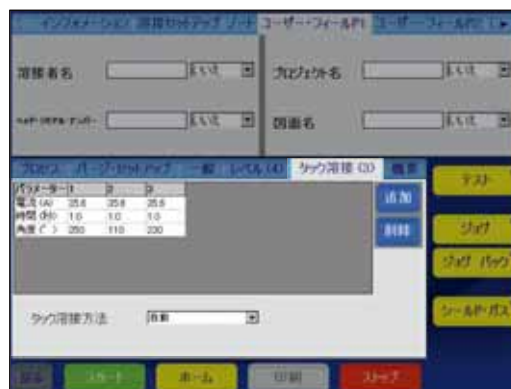 インフォメーション 溶接セットアップ ノート ユーザー・フィールド1 ユーザー・フィールド2
溶接者名 いいえ プロジェクト名 いいえ
いいえ 図面名 いいえ
プロセス パージ・セットアップ 一般 レベル (4) タック溶接 (3) 概要
パラメーター 1 2 3
電流 (A) 25.8 25.8 25.8
時間 (秒) 1.0 1.0 1.0
角度 (°) 350 110 230
追加
削除
タック溶接方法 自動
テスト
ジョグ
ジョグ バック
シールド・ガス
スタート ホーム 印刷 ストップ